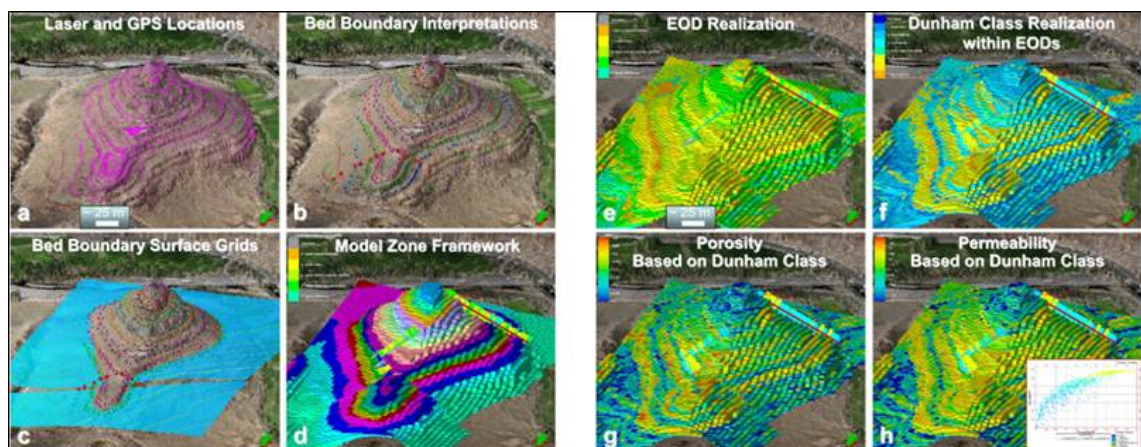 Laser and GPS Locations
a
~ 25 m
Bed Boundary Interpretations
b
Bed Boundary Surface Grids
c
Model Zone Framework
d
EOD Realization
e
~ 25 m
Dunham Class Realization
within EODs
f
Porosity
Based on Dunham Class
g
Permeability
Based on Dunham Class
h